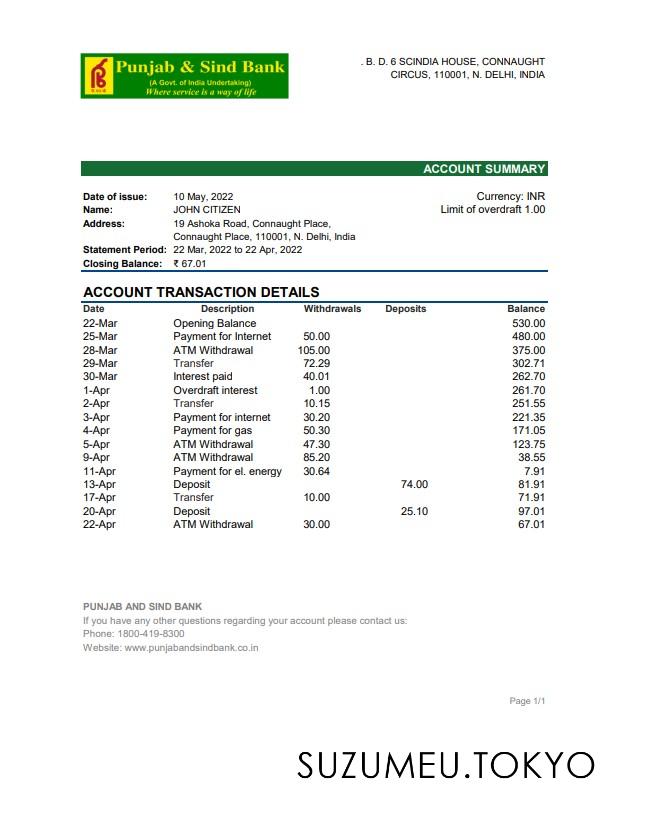 Punjab & Sind Bank
(A Govt. of India Undertaking)
Where service is a way of life
. B. D. 6 SCINDIA HOUSE, CONNAUGHT
CIRCUS, 110001, N. DELHI, INDIA
ACCOUNT SUMMARY
Date of issue: 10 May, 2022 Currency: INR
Name: JOHN CITIZEN Limit of overdraft 1.00
Address: 19 Ashoka Road, Connaught Place,
Connaught Place, 110001, N. Delhi, India
Statement Period: 22 Mar, 2022 to 22 Apr, 2022
Closing Balance: ₹ 67.01
ACCOUNT TRANSACTION DETAILS
Date Description Withdrawals Deposits Balance
22-Mar Opening Balance 530.00
25-Mar Payment for Internet 50.00 480.00
28-Mar ATM Withdrawal 105.00 375.00
29-Mar Transfer 72.29 302.71
30-Mar Interest paid 40.01 262.70
1-Apr Overdraft interest 1.00 261.70
2-Apr Transfer 10.15 251.55
3-Apr Payment for internet 30.20 221.35
4-Apr Payment for gas 50.30 171.05
5-Apr ATM Withdrawal 47.30 123.75
9-Apr ATM Withdrawal 85.20 38.55
11-Apr Payment for el. energy 30.64 7.91
13-Apr Deposit 74.00 81.91
17-Apr Transfer 10.00 71.91
20-Apr Deposit 25.10 97.01
22-Apr ATM Withdrawal 30.00 67.01
PUNJAB AND SIND BANK
If you have any other questions regarding your account please contact us:
Phone: 1800-419-8300
Website: www.punjabandsindbank.co.in
Page 1/1
SUZUMEU.TOKYO